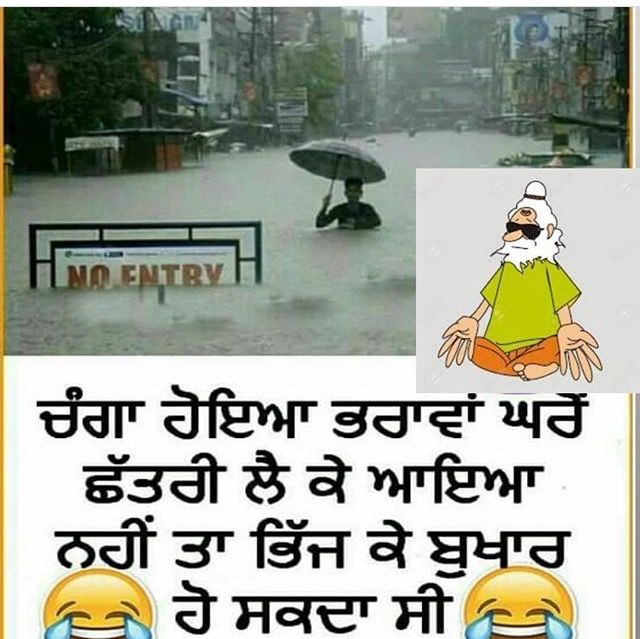 NO ENTRY
ਚੰਗਾ ਹੋਇਆ ਭਰਾਵਾਂ ਘਰੋਂ
ਛੱਤਰੀ ਲੈ ਕੇ ਆਇਆ
ਨਹੀਂ ਤਾ ਭਿੱਜ ਕੇ ਬੁਖਾਰ
ਹੋ ਸਕਦਾ ਸੀ